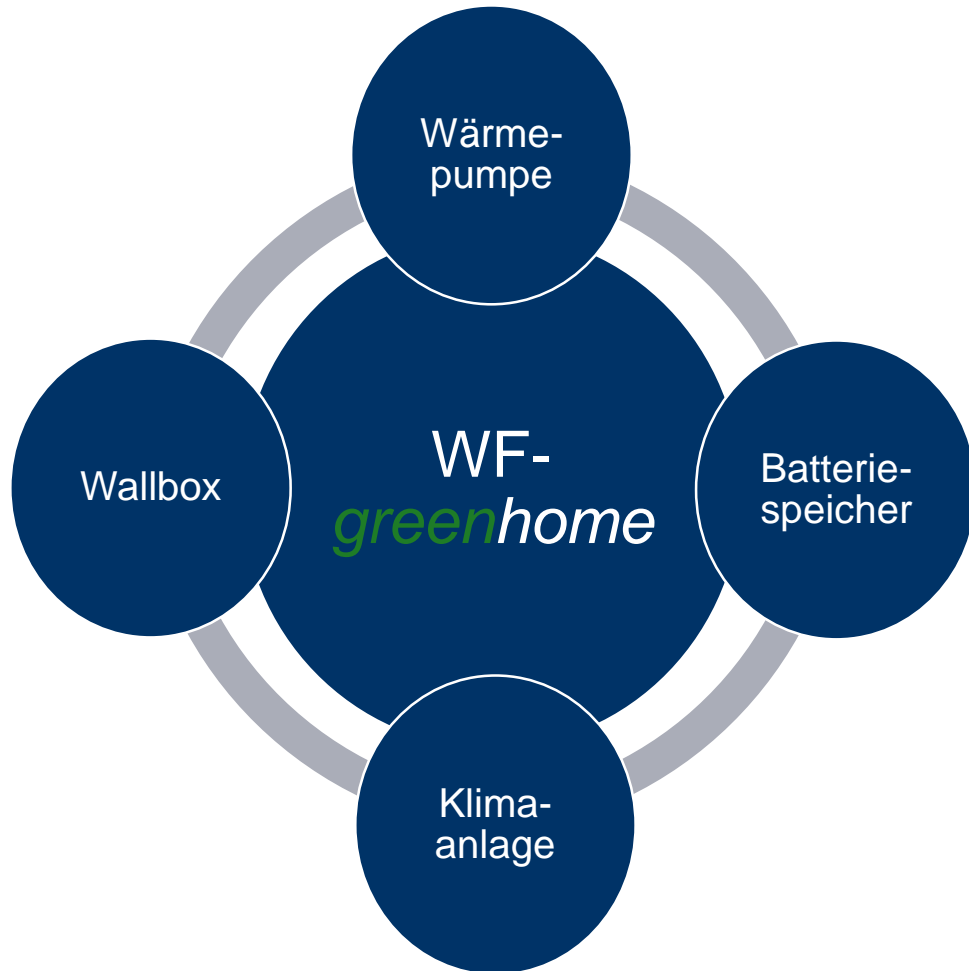 Wärme-
pumpe
Wallbox
WF-
greenhome
Batterie-
speicher
Klima-
anlage